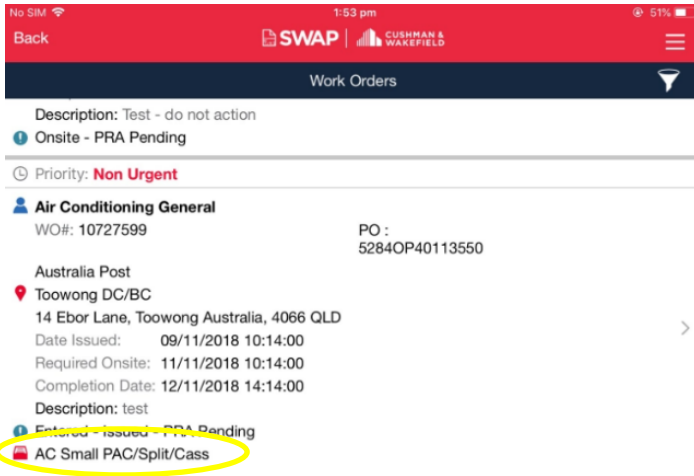 No SIM 1:53 pm 51%
Back SWAP | CUSHMAN & WAKEFIELD
Work Orders
Description: Test - do not action
Onsite - PRA Pending
Priority: Non Urgent
Air Conditioning General
WO#: 10727599 PO :
5284OP40113550
Australia Post
Toowong DC/BC
14 Ebor Lane, Toowong Australia, 4066 QLD
Date Issued: 09/11/2018 10:14:00
Required Onsite: 11/11/2018 10:14:00
Completion Date: 12/11/2018 14:14:00
Description: test
Entered - Issued - PRA Pending
AC Small PAC/Split/Cass